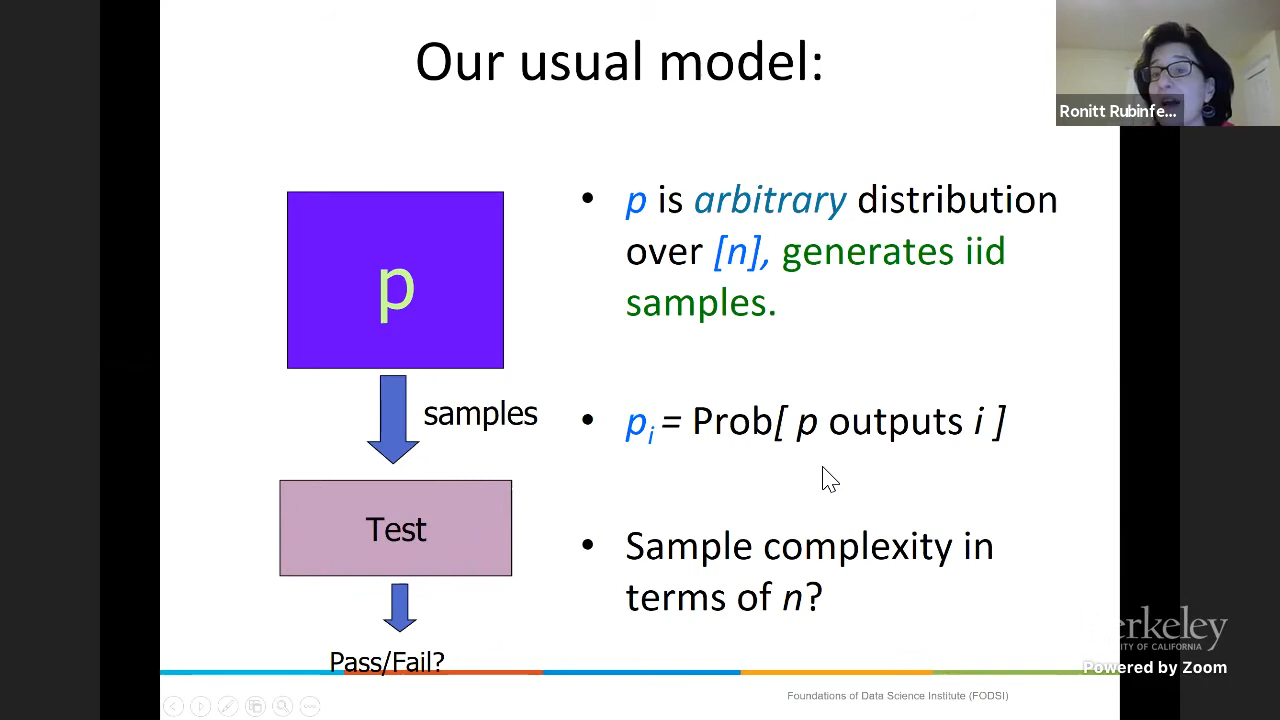 Our usual model:
Ronitt Rubinfe...
• p is arbitrary distribution
over [n], generates iid
samples.
p
samples
• pi = Prob[ p outputs i ]
Test
• Sample complexity in
terms of n?
Pass/Fail?
Powered by Zoom
Foundations of Data Science Institute (FODSI)